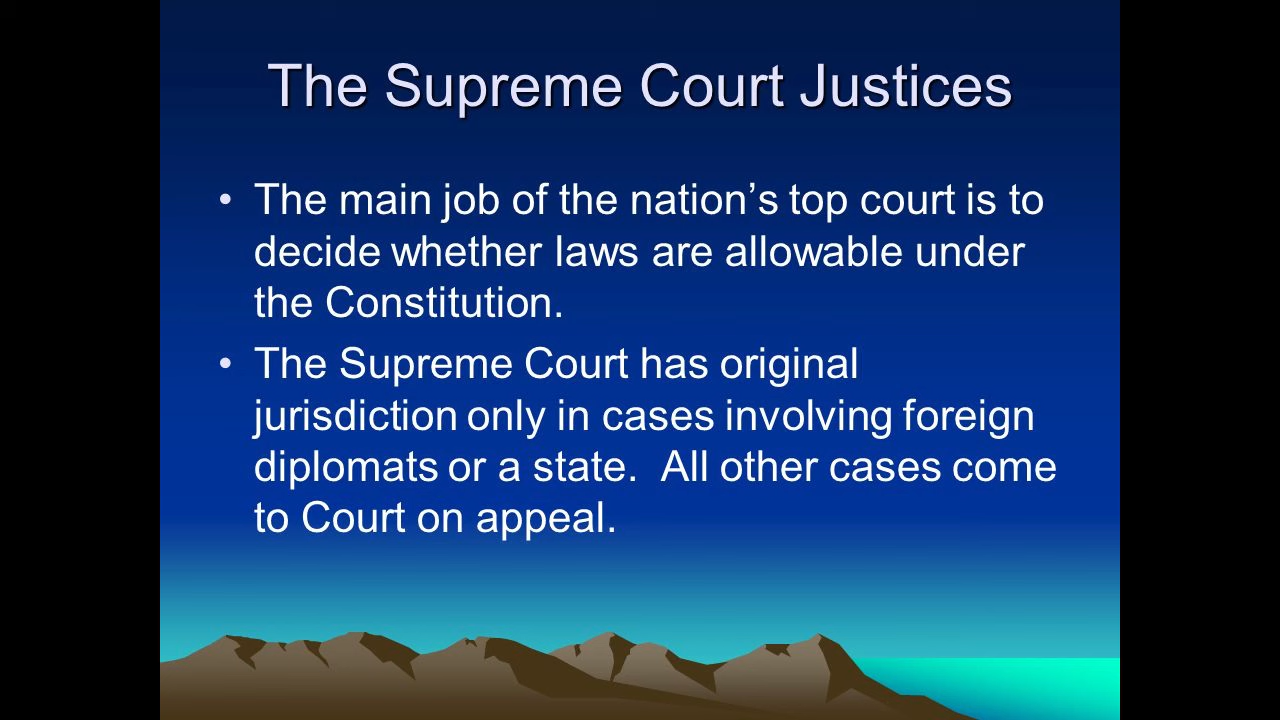 The Supreme Court Justices
• The main job of the nation’s top court is to
decide whether laws are allowable under
the Constitution.
• The Supreme Court has original
jurisdiction only in cases involving foreign
diplomats or a state.  All other cases come
to Court on appeal.